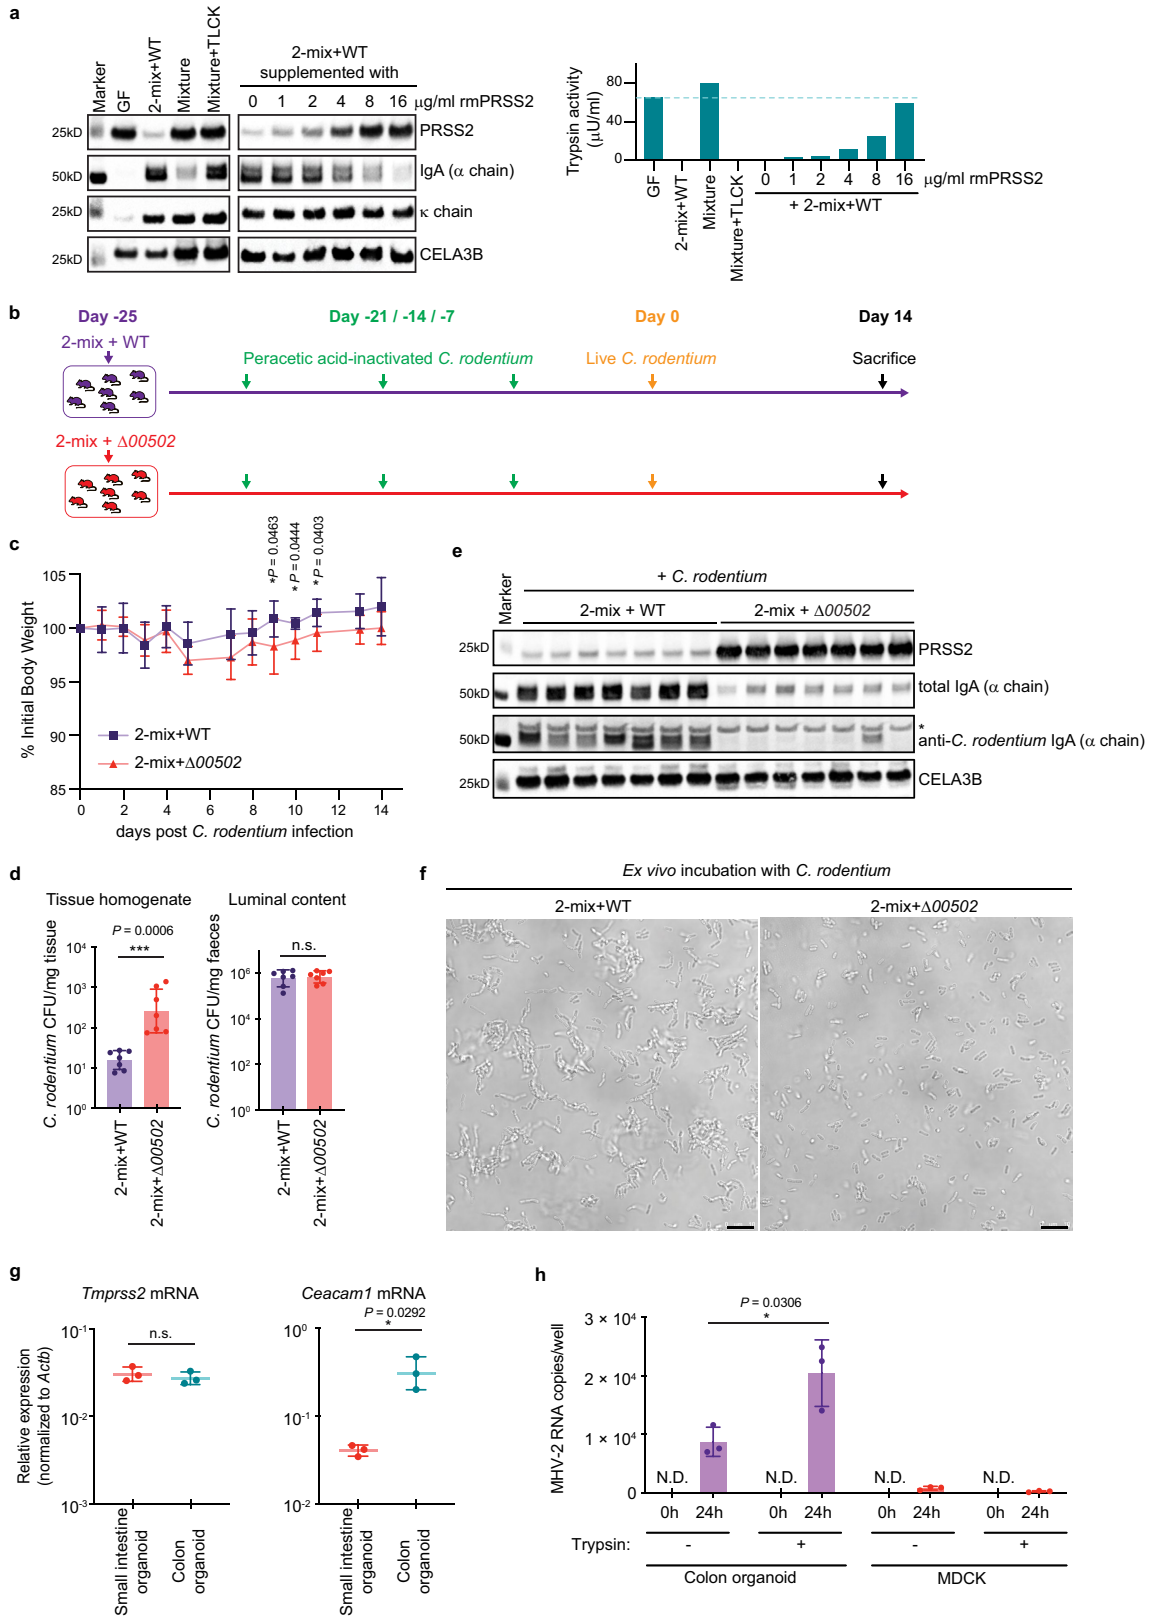 a
Marker
GF
2-mix+WT
Mixture
Mixture+TLCK
2-mix+WT
supplemented with
0 1 2 4 8 16 μg/ml rmPRSS2
25kD PRSS2
50kD IgA (α chain)
25kD κ chain
25kD CELA3B
Trypsin activity
(μU/ml)
80
40
0
GF
2-mix+WT
Mixture
Mixture+TLCK
0 1 2 4 8 16 μg/ml rmPRSS2
+ 2-mix+WT
b
Day -25 Day -21 / -14 / -7 Day 0 Day 14
2-mix + WT
Peracetic acid-inactivated C. rodentium Live C. rodentium Sacrifice
2-mix + Δ00502
c
*P = 0.0463
*P = 0.0444
*P = 0.0403
% Initial Body Weight
105
100
95
90
85
2-mix+WT
2-mix+Δ00502
0 2 4 6 8 10 12 14
days post C. rodentium infection
e
Marker
+ C. rodentium
2-mix + WT 2-mix + Δ00502
25kD PRSS2
50kD total IgA (α chain)
*
50kD anti-C. rodentium IgA (α chain)
25kD CELA3B
d
Tissue homogenate Luminal content
P = 0.0006
*** n.s.
C. rodentium CFU/mg tissue
10⁴
10³
10²
10¹
10⁰
2-mix+WT
2-mix+Δ00502
C. rodentium CFU/mg faeces
10⁶
10⁴
10²
10⁰
2-mix+WT
2-mix+Δ00502
f
Ex vivo incubation with C. rodentium
2-mix+WT 2-mix+Δ00502
g
Tmprss2 mRNA Ceacam1 mRNA
P = 0.0292
n.s. *
Relative expression
(normalized to Actb)
10⁻¹
10⁻²
10⁻³
Small intestine
organoid
Colon
organoid
10⁰
10⁻¹
10⁻²
Small intestine
organoid
Colon
organoid
h
P = 0.0306
*
MHV-2 RNA copies/well
3 × 10⁴
2 × 10⁴
1 × 10⁴
0
N.D. N.D. N.D. N.D.
0h 24h 0h 24h 0h 24h 0h 24h
Trypsin: - + - +
Colon organoid MDCK